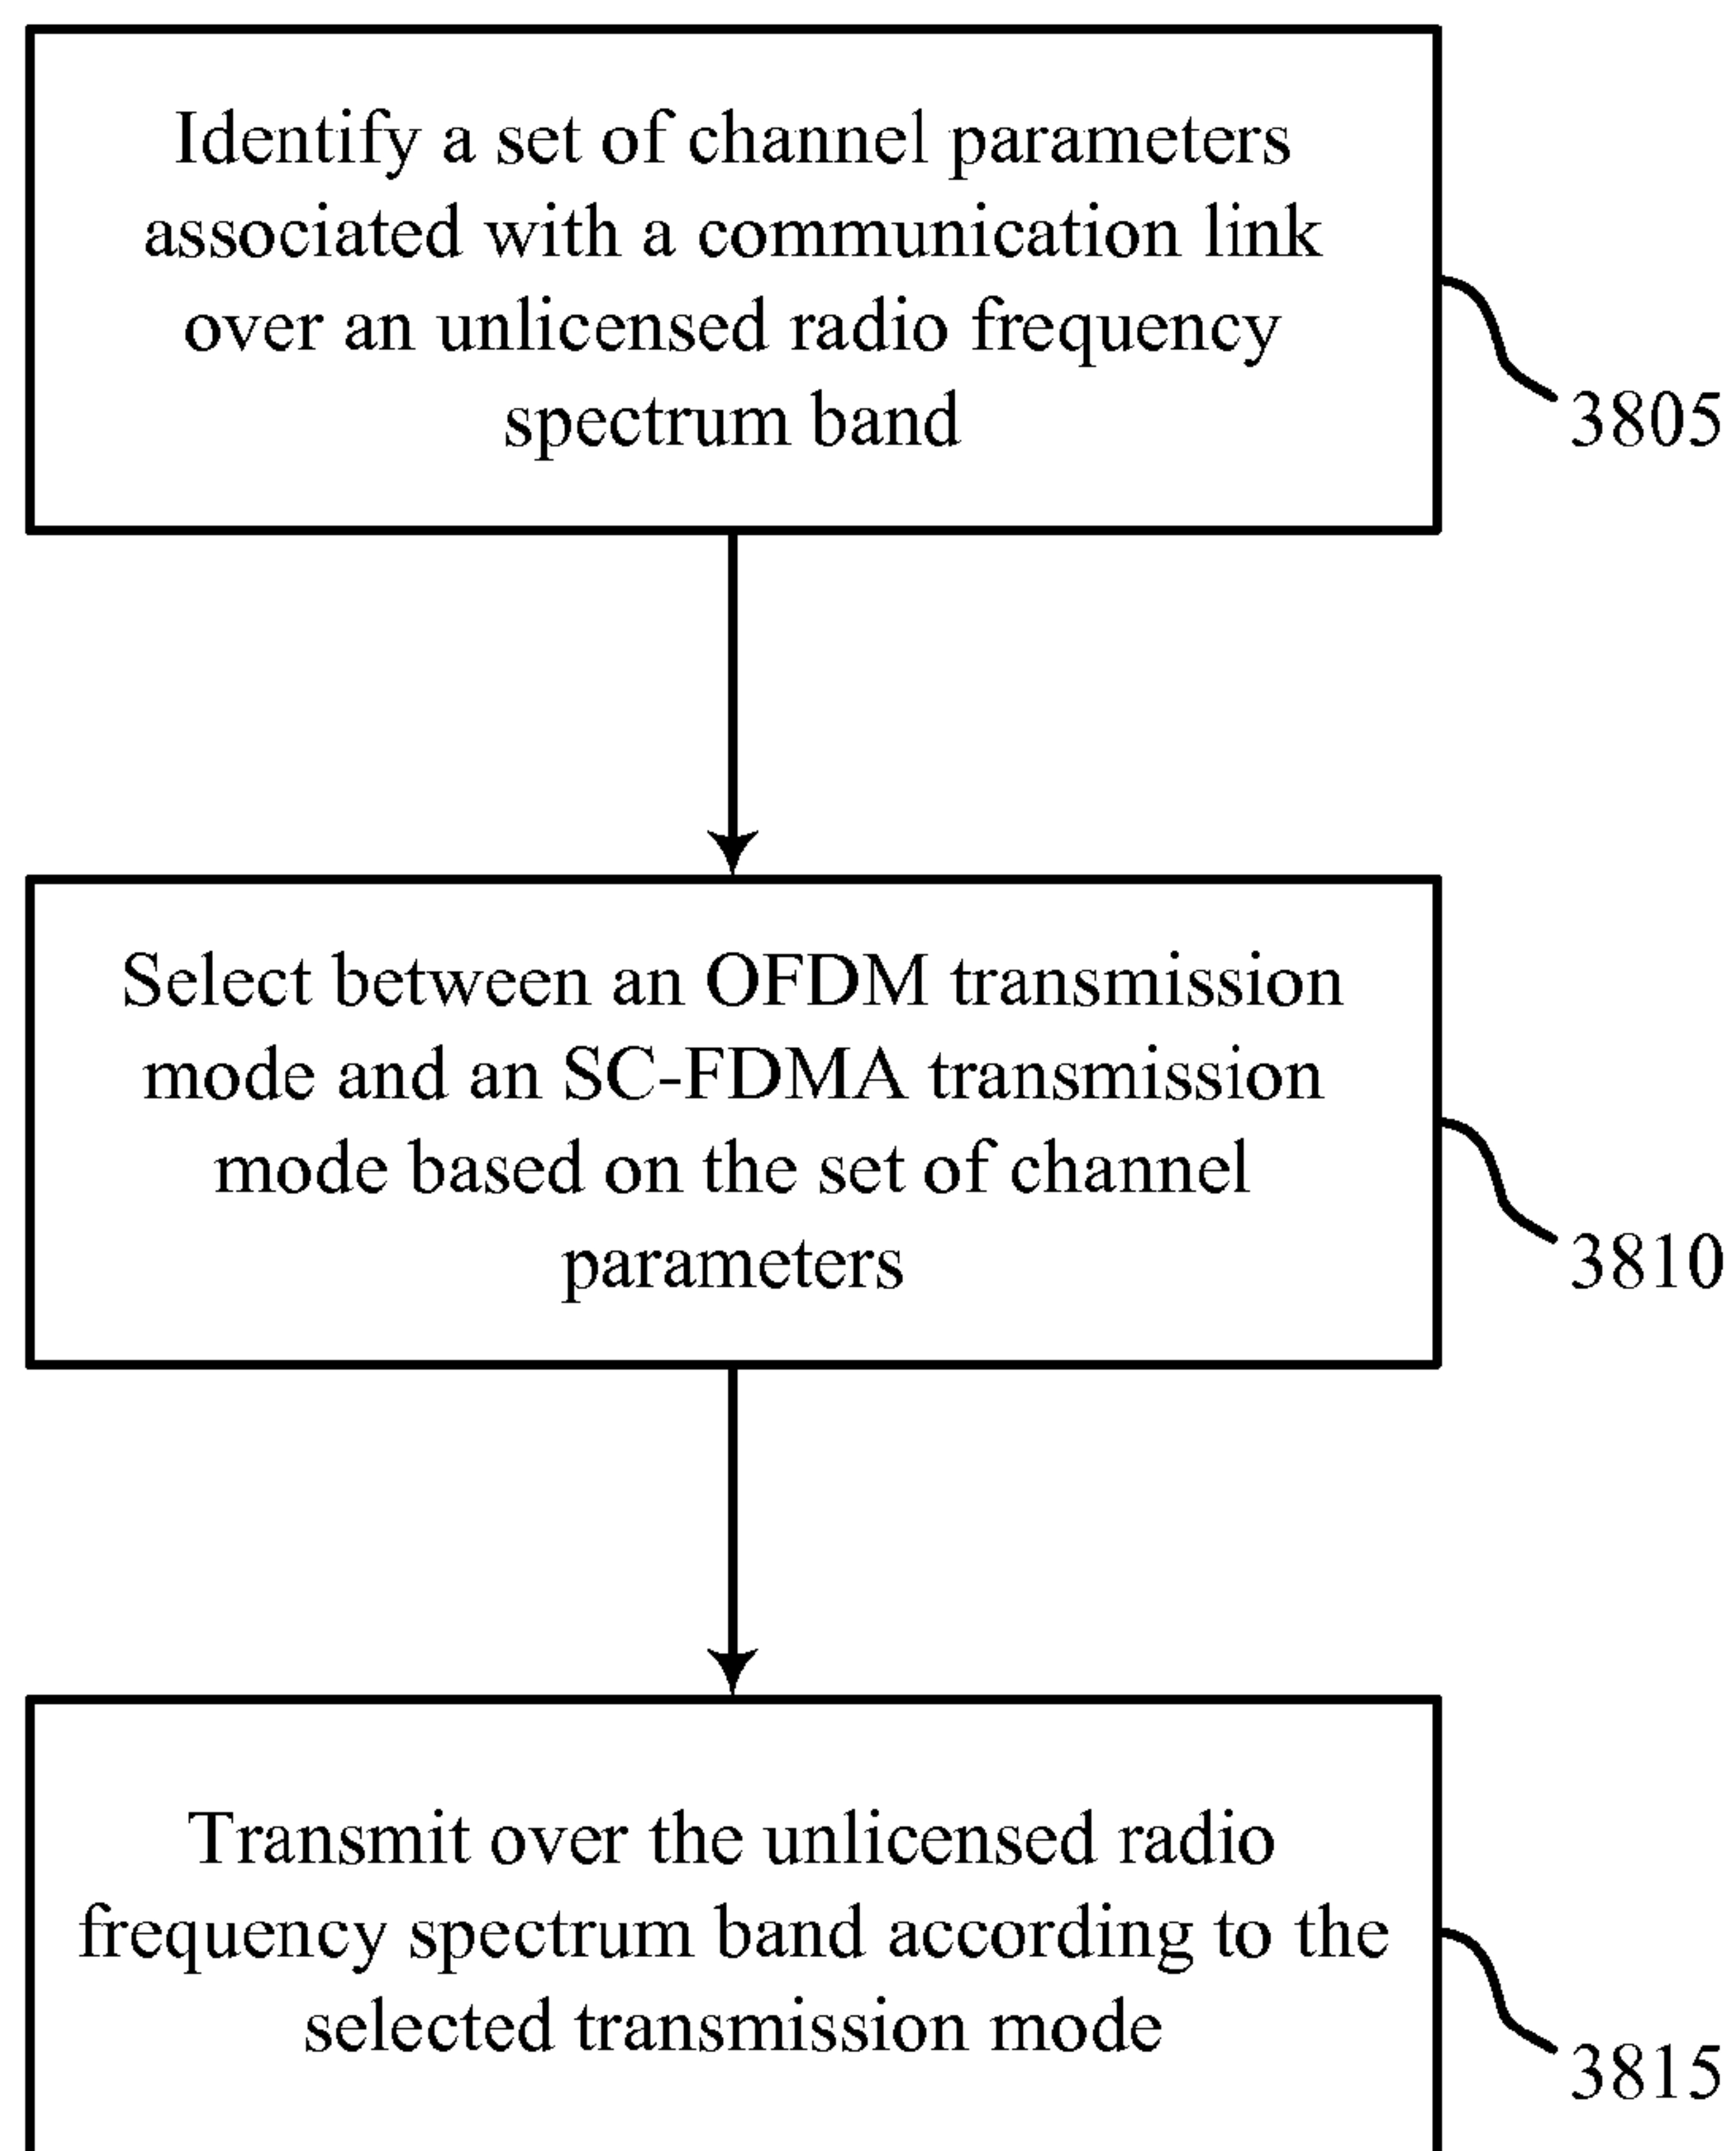 Identify a set of channel parameters
associated with a communication link
over an unlicensed radio frequency
spectrum band
3805
Select between an OFDM transmission
mode and an SC-FDMA transmission
mode based on the set of channel
parameters
3810
Transmit over the unlicensed radio
frequency spectrum band according to the
selected transmission mode
3815